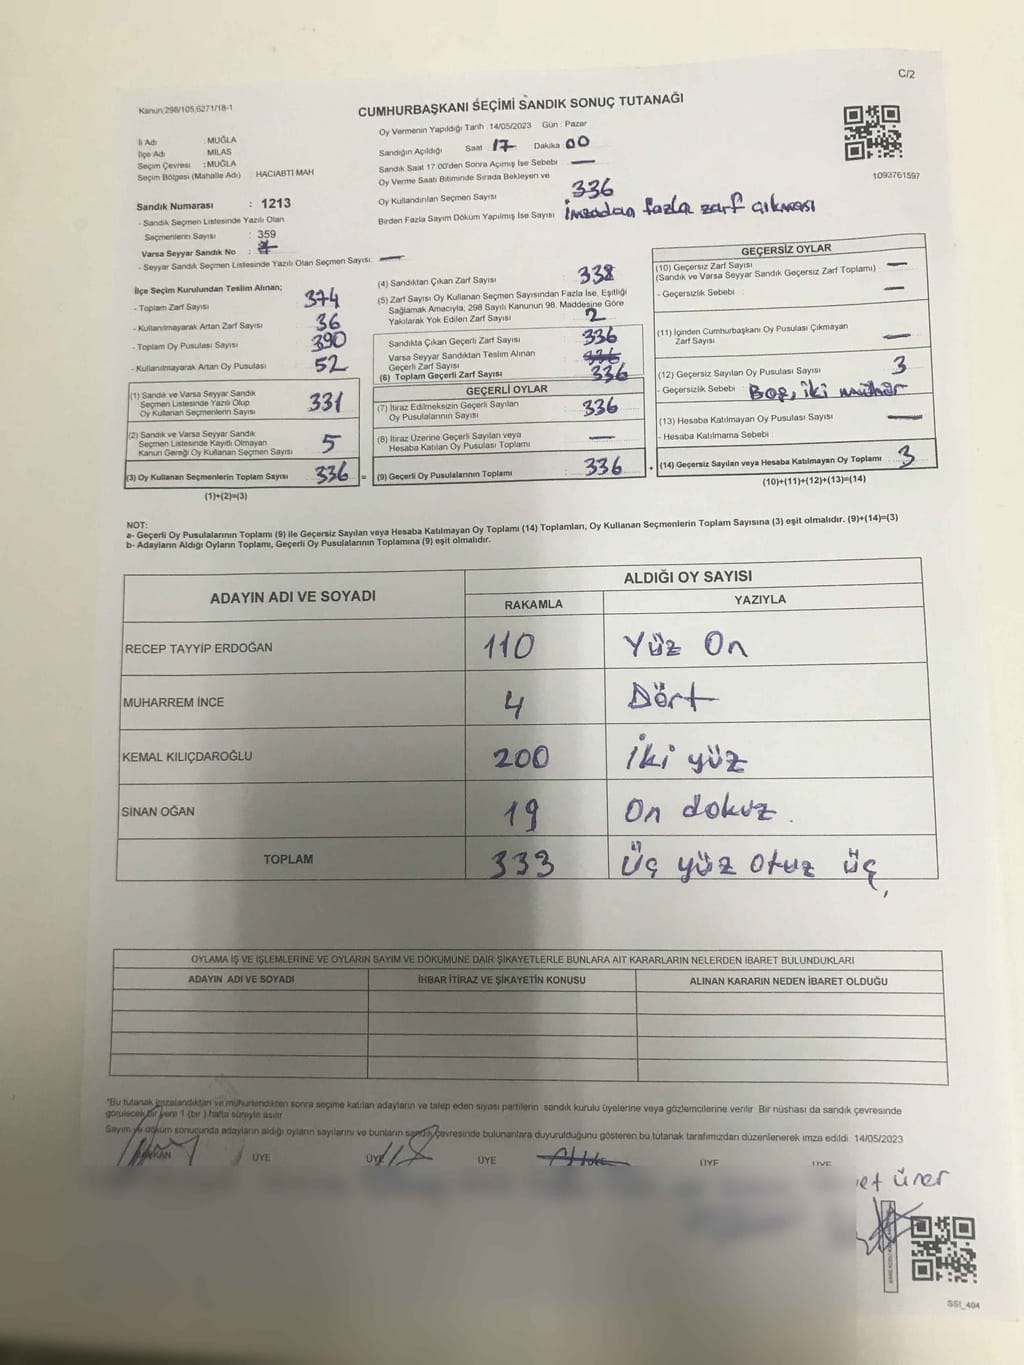 C/2
Kanun:298/105,6271/18-1
CUMHURBAŞKANI SEÇİMİ SANDIK SONUÇ TUTANAĞI
İl Adı : MUĞLA
İlçe Adı : MİLAS
Seçim Çevresi : MUĞLA
Seçim Bölgesi (Mahalle Adı) HACIABTİ MAH
Oy Vermenin Yapıldığı Tarih : 14/05/2023 Gün : Pazar
Sandığın Açıldığı Saat 17 Dakika 00
Sandık Saat 17:00'den Sonra Açımış İse Sebebi —
Oy Verme Saati Bitiminde Sırada Bekleyen ve
Oy Kullandırılan Seçmen Sayısı : 336
Birden Fazla Sayım Döküm Yapılmış İse Sayısı imzadan fazla zarf çıkması
1093761597
Sandık Numarası : 1213
- Sandık Seçmen Listesinde Yazılı Olan
Seçmenlerin Sayısı : 359
Varsa Seyyar Sandık No :
- Seyyar Sandık Seçmen Listesinde Yazılı Olan Seçmen Sayısı: —
İlçe Seçim Kurulundan Teslim Alınan;
- Toplam Zarf Sayısı 374
- Kullanılmayarak Artan Zarf Sayısı 36
- Toplam Oy Pusulası Sayısı 390
- Kullanılmayarak Artan Oy Pusulası 52
(1) Sandık ve Varsa Seyyar Sandık
Seçmen Listesinde Yazılı Olup
Oy Kullanan Seçmenlerin Sayısı 331
(2) Sandık ve Varsa Seyyar Sandık
Seçmen Listesinde Kayıtlı Olmayan
Kanun Gereği Oy Kullanan Seçmen Sayısı 5
(3) Oy Kullanan Seçmenlerin Toplam Sayısı 336 =
(1)+(2)=(3)
(4) Sandıktan Çıkan Zarf Sayısı : 338
(5) Zarf Sayısı Oy Kullanan Seçmen Sayısından Fazla İse, Eşitliği
Sağlamak Amacıyla, 298 Sayılı Kanunun 98. Maddesine Göre
Yakılarak Yok Edilen Zarf Sayısı 2
Sandıkta Çıkan Geçerli Zarf Sayısı 336
Varsa Seyyar Sandıktan Teslim Alınan
Geçerli Zarf Sayısı 336
(6) Toplam Geçerli Zarf Sayısı 336
GEÇERLİ OYLAR
(7) İtiraz Edilmeksizin Geçerli Sayılan
Oy Pusulalarının Sayısı 336
(8) İtiraz Üzerine Geçerli Sayılan veya
Hesaba Katılan Oy Pusulası Toplamı —
(9) Geçerli Oy Pusulalarının Toplamı 336 +
GEÇERSİZ OYLAR
(10) Geçersiz Zarf Sayısı
(Sandık ve Varsa Seyyar Sandık Geçersiz Zarf Toplamı) —
- Geçersizlik Sebebi : —
(11) İçinden Cumhurbaşkanı Oy Pusulası Çıkmayan
Zarf Sayısı —
(12) Geçersiz Sayılan Oy Pusulası Sayısı 3
- Geçersizlik Sebebi Boş, iki mühür
(13) Hesaba Katılmayan Oy Pusulası Sayısı —
- Hesaba Katılmama Sebebi
(14) Geçersiz Sayılan veya Hesaba Katılmayan Oy Toplamı 3
(10)+(11)+(12)+(13)=(14)
NOT:
a- Geçerli Oy Pusulalarının Toplamı (9) ile Geçersiz Sayılan veya Hesaba Katılmayan Oy Toplamı (14) Toplamları, Oy Kullanan Seçmenlerin Toplam Sayısına (3) eşit olmalıdır. (9)+(14)=(3)
b- Adayların Aldığı Oyların Toplamı, Geçerli Oy Pusulalarının Toplamına (9) eşit olmalıdır.
ADAYIN ADI VE SOYADI ALDIĞI OY SAYISI
RAKAMLA YAZIYLA
RECEP TAYYİP ERDOĞAN 110 Yüz On
MUHARREM İNCE 4 Dört
KEMAL KILIÇDAROĞLU 200 İki yüz
SİNAN OĞAN 19 On dokuz .
TOPLAM 333 Üç yüz otuz üç,
OYLAMA İŞ VE İŞLEMLERİNE VE OYLARIN SAYIM VE DÖKÜMÜNE DAİR ŞİKAYETLERLE BUNLARA AİT KARARLARIN NELERDEN İBARET BULUNDUKLARI
ADAYIN ADI VE SOYADI İHBAR İTİRAZ VE ŞİKAYETİN KONUSU ALINAN KARARIN NEDEN İBARET OLDUĞU
*Bu tutanak imzalandıktan ve mühürlendikten sonra seçime katılan adayların ve talep eden siyasi partilerin sandık kurulu üyelerine veya gözlemcilerine verilir. Bir nüshası da sandık çevresinde
görülecek bir yere 1 (bir ) hafta süreyle asılır.
Sayım ve döküm sonucunda adayların aldığı oyların sayılarını ve bunların sandık çevresinde bulunanlara duyurulduğunu gösteren bu tutanak tarafımızdan düzenlenerek imza edildi. 14/05/2023
BAŞKAN ÜYE ÜYE ÜYE ÜYE ÜYE
et ürer
SSI_404